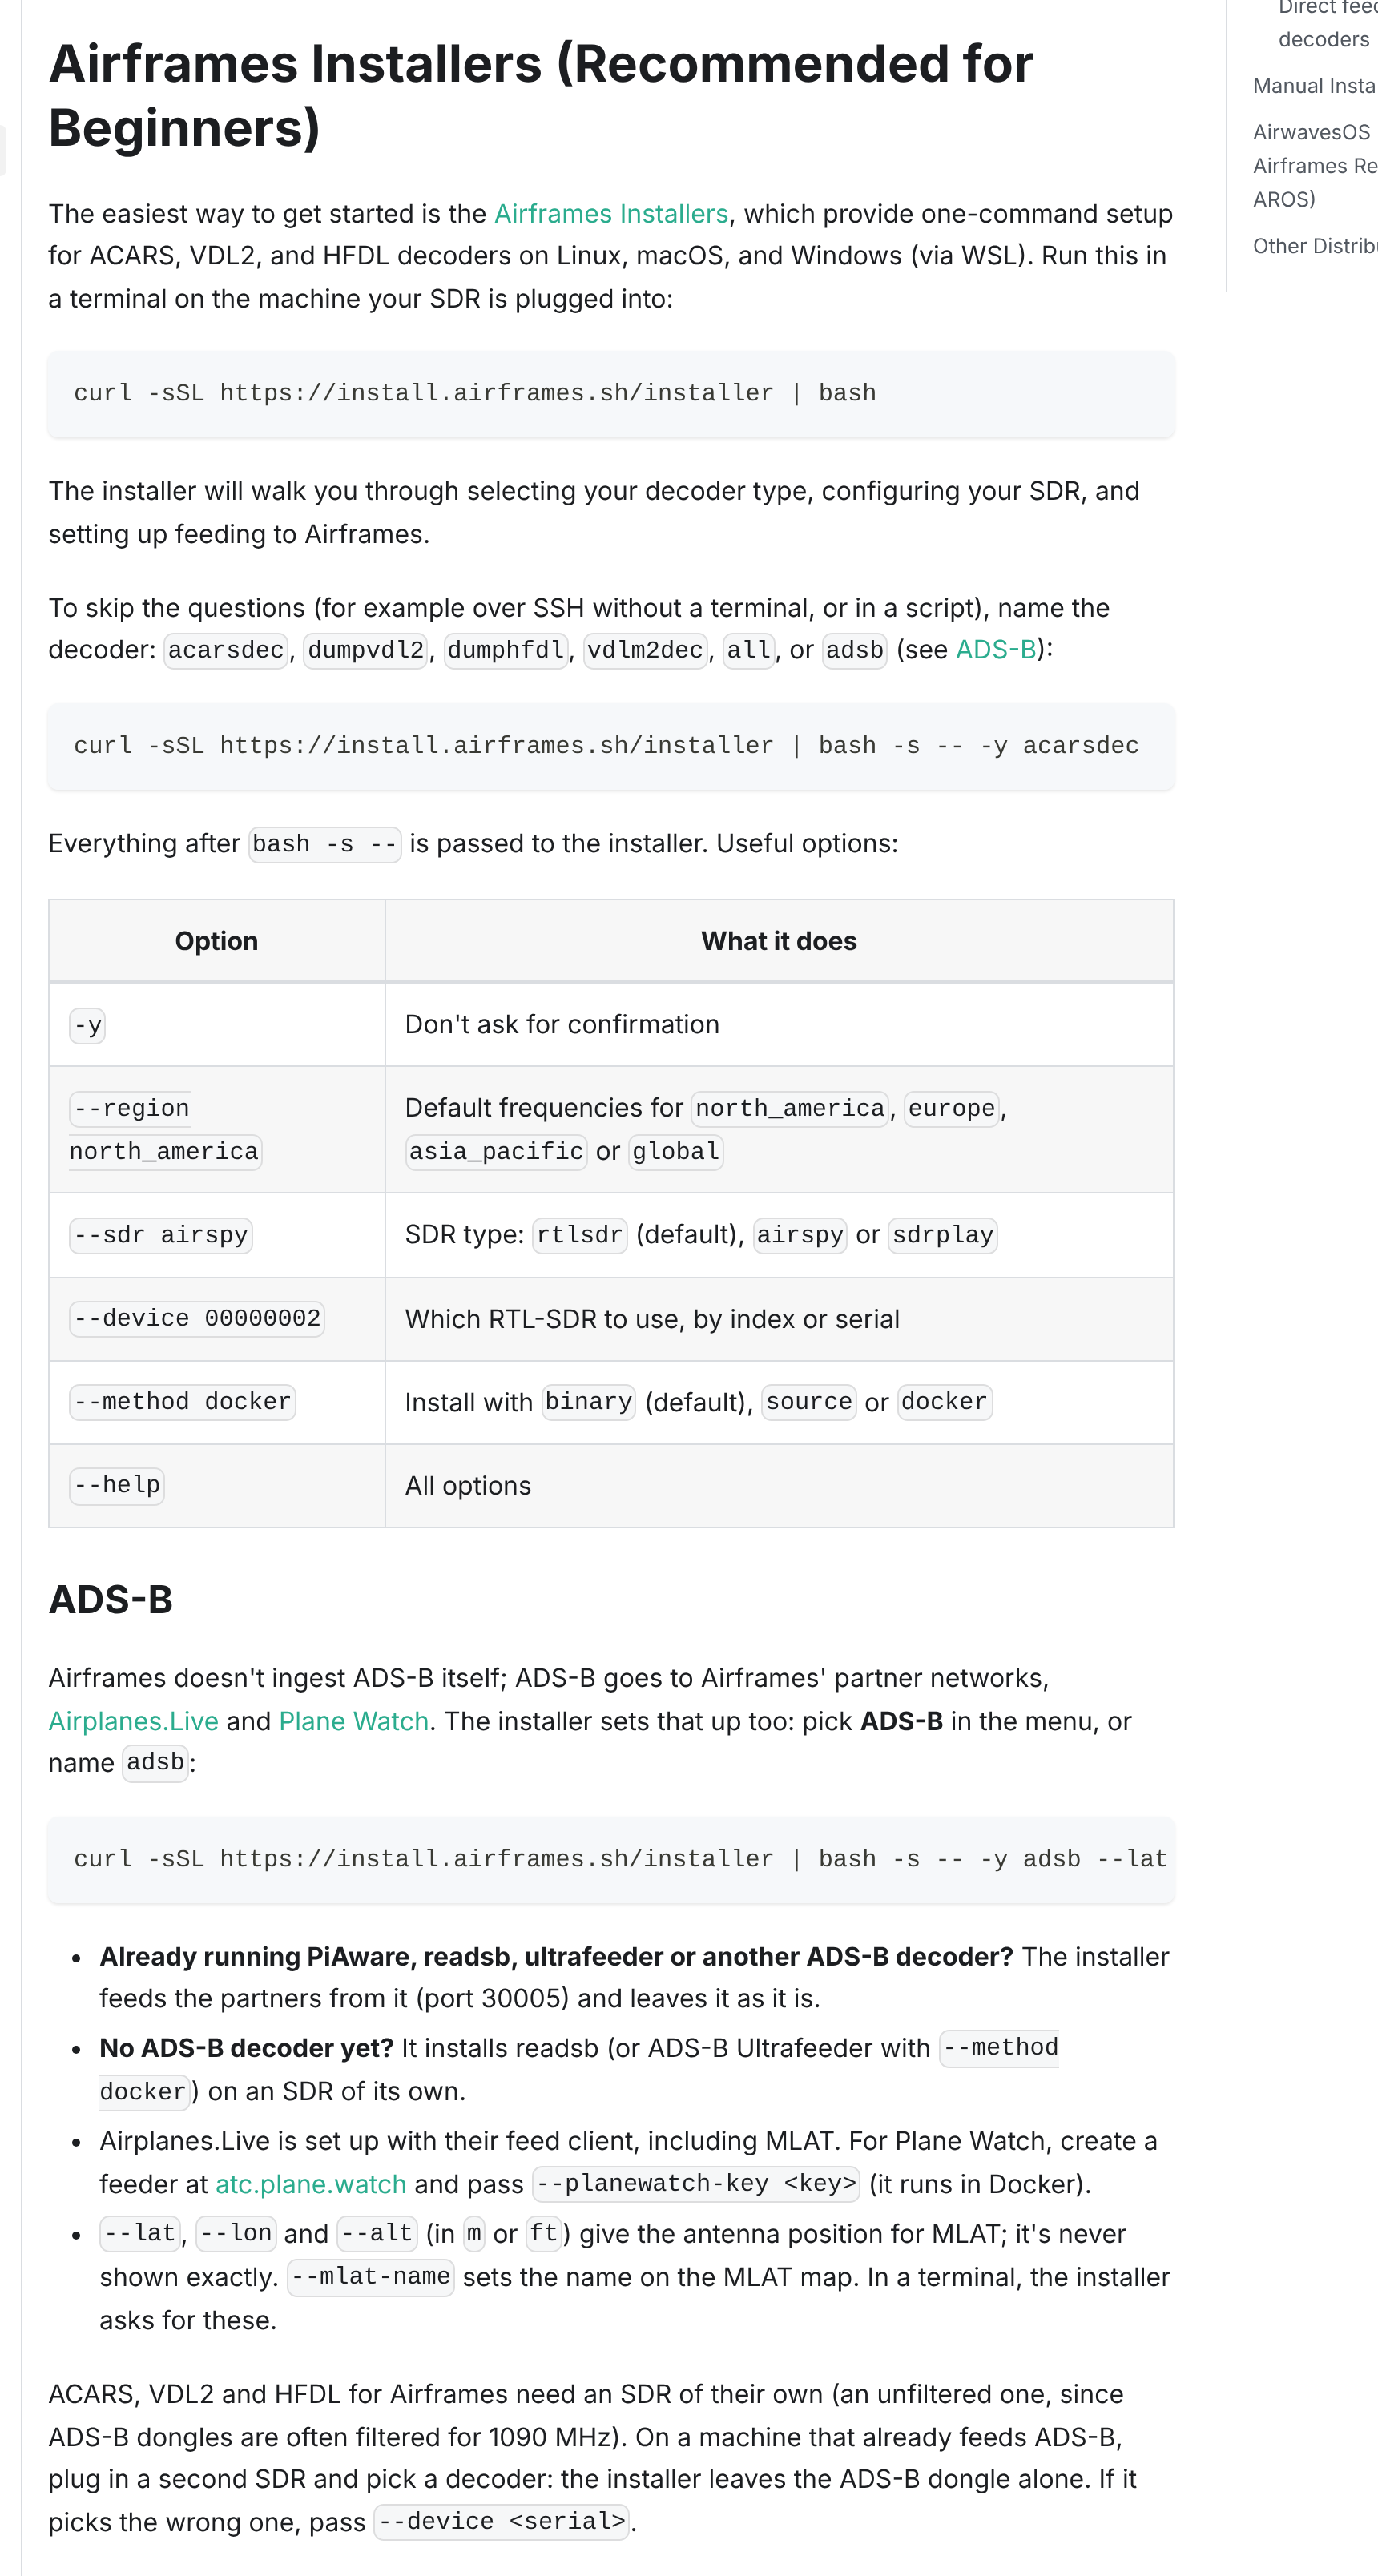 Airframes Installers (Recommended for
Beginners)
The easiest way to get started is the Airframes Installers, which provide one-command setup
for ACARS, VDL2, and HFDL decoders on Linux, macOS, and Windows (via WSL). Run this in
a terminal on the machine your SDR is plugged into:
curl -sSL https://install.airframes.sh/installer | bash
The installer will walk you through selecting your decoder type, configuring your SDR, and
setting up feeding to Airframes.
To skip the questions (for example over SSH without a terminal, or in a script), name the
decoder: acarsdec, dumpvdl2, dumphfdl, vdlm2dec, all, or adsb (see ADS-B):
curl -sSL https://install.airframes.sh/installer | bash -s -- -y acarsdec
Everything after bash -s -- is passed to the installer. Useful options:
Option What it does
-y Don't ask for confirmation
--region
north_america
Default frequencies for north_america, europe,
asia_pacific or global
--sdr airspy SDR type: rtlsdr (default), airspy or sdrplay
--device 00000002 Which RTL-SDR to use, by index or serial
--method docker Install with binary (default), source or docker
--help All options
ADS-B
Airframes doesn't ingest ADS-B itself; ADS-B goes to Airframes' partner networks,
Airplanes.Live and Plane Watch. The installer sets that up too: pick ADS-B in the menu, or
name adsb:
curl -sSL https://install.airframes.sh/installer | bash -s -- -y adsb --lat
• Already running PiAware, readsb, ultrafeeder or another ADS-B decoder? The installer
feeds the partners from it (port 30005) and leaves it as it is.
• No ADS-B decoder yet? It installs readsb (or ADS-B Ultrafeeder with --method
docker) on an SDR of its own.
• Airplanes.Live is set up with their feed client, including MLAT. For Plane Watch, create a
feeder at atc.plane.watch and pass --planewatch-key <key> (it runs in Docker).
• --lat, --lon and --alt (in m or ft) give the antenna position for MLAT; it's never
shown exactly. --mlat-name sets the name on the MLAT map. In a terminal, the installer
asks for these.
ACARS, VDL2 and HFDL for Airframes need an SDR of their own (an unfiltered one, since
ADS-B dongles are often filtered for 1090 MHz). On a machine that already feeds ADS-B,
plug in a second SDR and pick a decoder: the installer leaves the ADS-B dongle alone. If it
picks the wrong one, pass --device <serial>.
Direct
decoders
Manual
AirwavesOS
Airframes
AROS)
Other